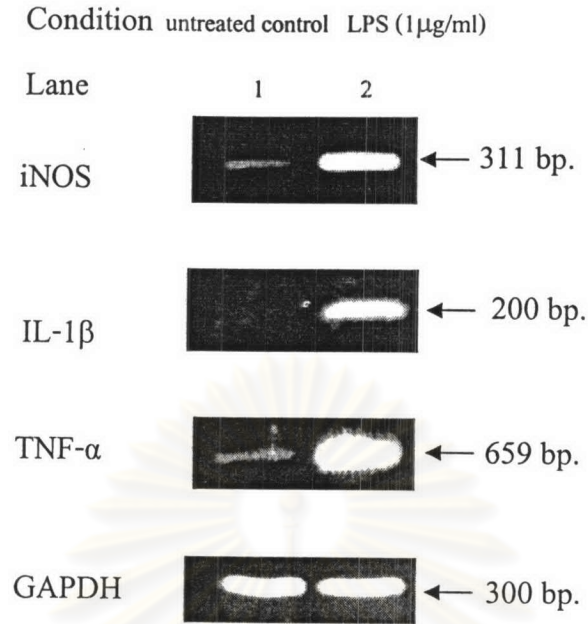 Condition untreated control LPS (1µg/ml)
Lane 1 2
iNOS 311 bp.
IL-1β 200 bp.
TNF-α 659 bp.
GAPDH 300 bp.